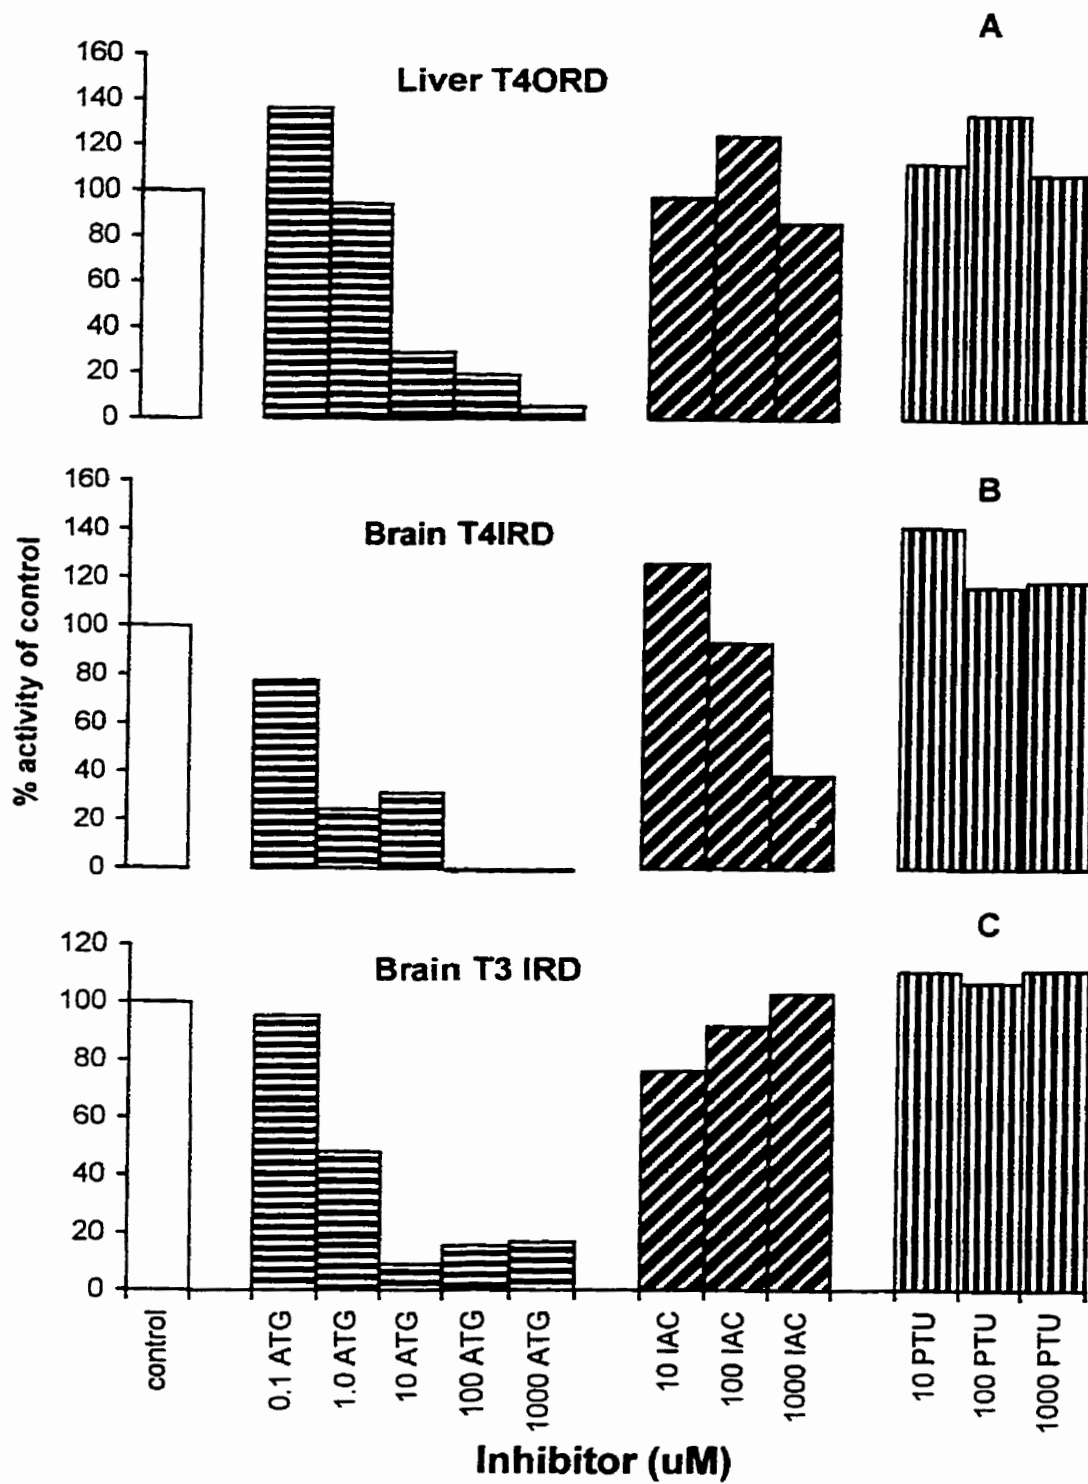 A
Liver T4ORD
160
140
120
100
80
60
40
20
0
B
Brain T4IRD
160
140
120
100
80
60
40
20
0
% activity of control
C
Brain T3 IRD
120
100
80
60
40
20
0
control
0.1 ATG
1.0 ATG
10 ATG
100 ATG
1000 ATG
10 IAC
100 IAC
1000 IAC
10 PTU
100 PTU
1000 PTU
Inhibitor (uM)